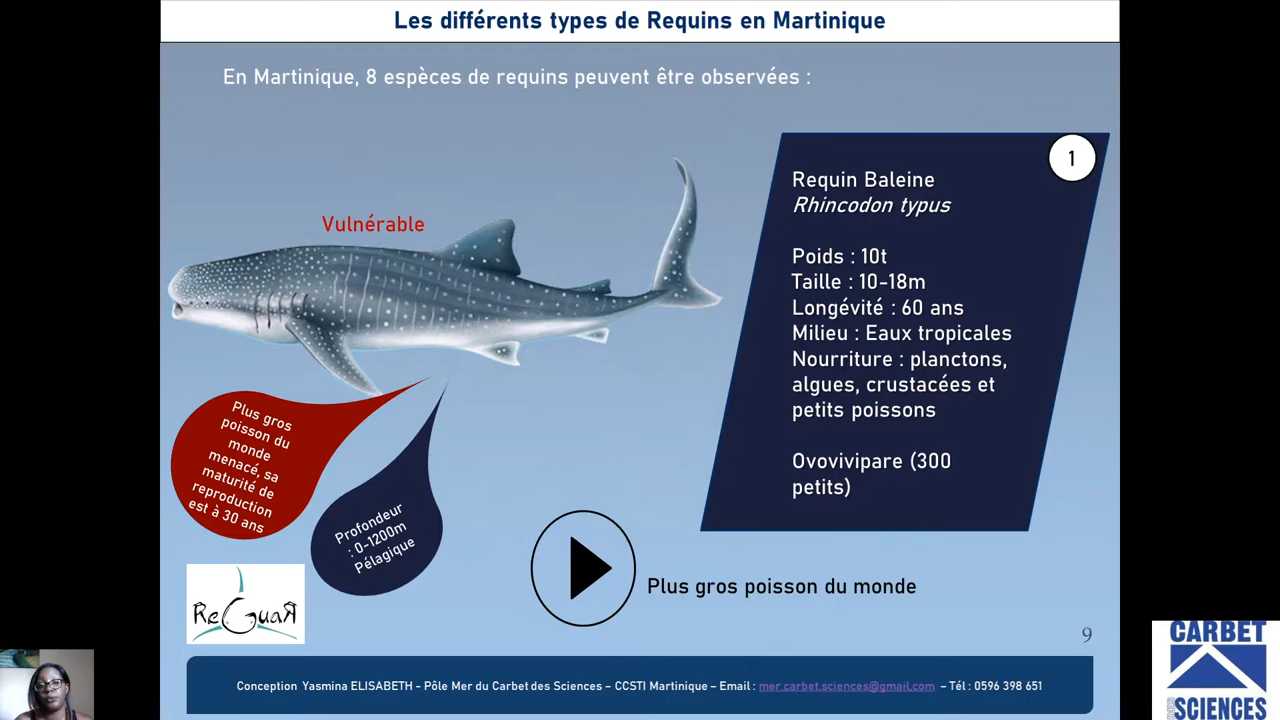 Les différents types de Requins en Martinique
En Martinique, 8 espèces de requins peuvent être observées :
1
Requin Baleine
Rhincodon typus
Vulnérable
Poids : 10t
Taille : 10-18m
Longévité : 60 ans
Milieu : Eaux tropicales
Nourriture : planctons,
algues, crustacées et
petits poissons
Ovovivipare (300
petits)
Plus gros
poisson du
monde
menacé, sa
maturité de
reproduction
est à 30 ans
Profondeur
: 0-1200m
Pélagique
Plus gros poisson du monde
ReGuaR
9
Conception Yasmina ELISABETH - Pôle Mer du Carbet des Sciences – CCSTI Martinique – Email : mer.carbet.sciences@gmail.com – Tél : 0596 398 651
CARBET
DES
SCIENCES